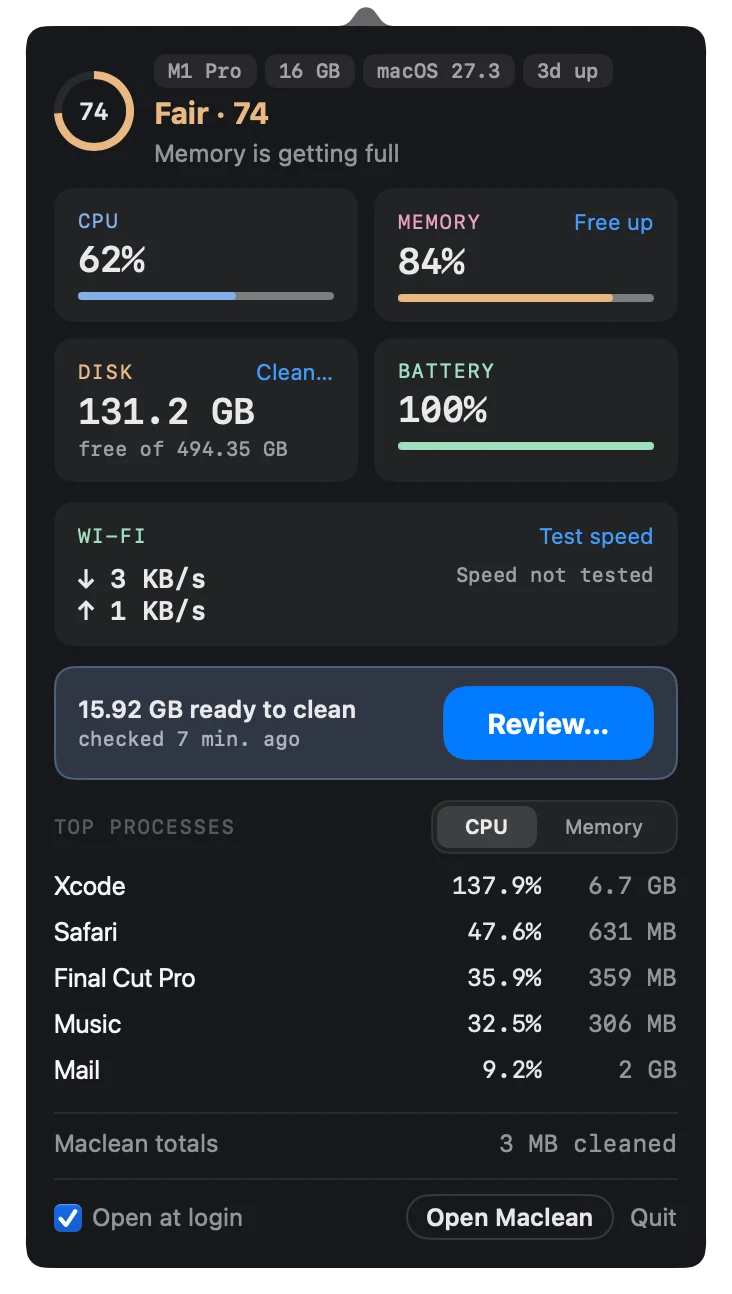 M1 Pro 16 GB macOS 27.3 3d up
74
Fair · 74
Memory is getting full
CPU
62%
MEMORY Free up
84%
DISK Clean...
131.2 GB
free of 494.35 GB
BATTERY
100%
WI-FI Test speed
↓ 3 KB/s Speed not tested
↑ 1 KB/s
15.92 GB ready to clean
checked 7 min. ago
Review...
TOP PROCESSES CPU Memory
Xcode 137.9% 6.7 GB
Safari 47.6% 631 MB
Final Cut Pro 35.9% 359 MB
Music 32.5% 306 MB
Mail 9.2% 2 GB
Maclean totals 3 MB cleaned
Open at login Open Maclean Quit